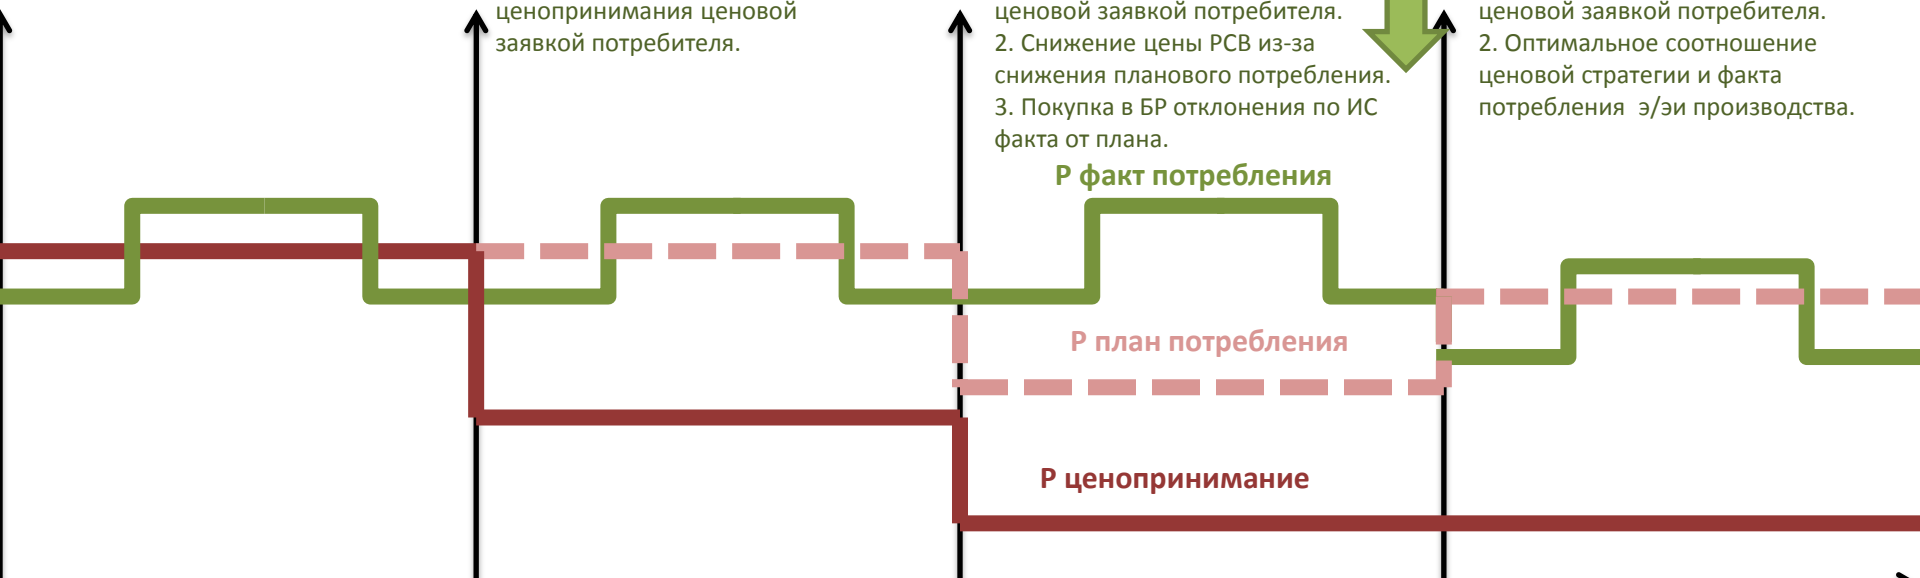 ценопринимания ценовой
заявкой потребителя.
ценовой заявкой потребителя.
2. Снижение цены РСВ из-за
снижения планового потребления.
3. Покупка в БР отклонения по ИС
факта от плана.
ценовой заявкой потребителя.
2. Оптимальное соотношение
ценовой стратегии и факта
потребления э/эи производства.
Р факт потребления
Р план потребления
Р ценопринимание